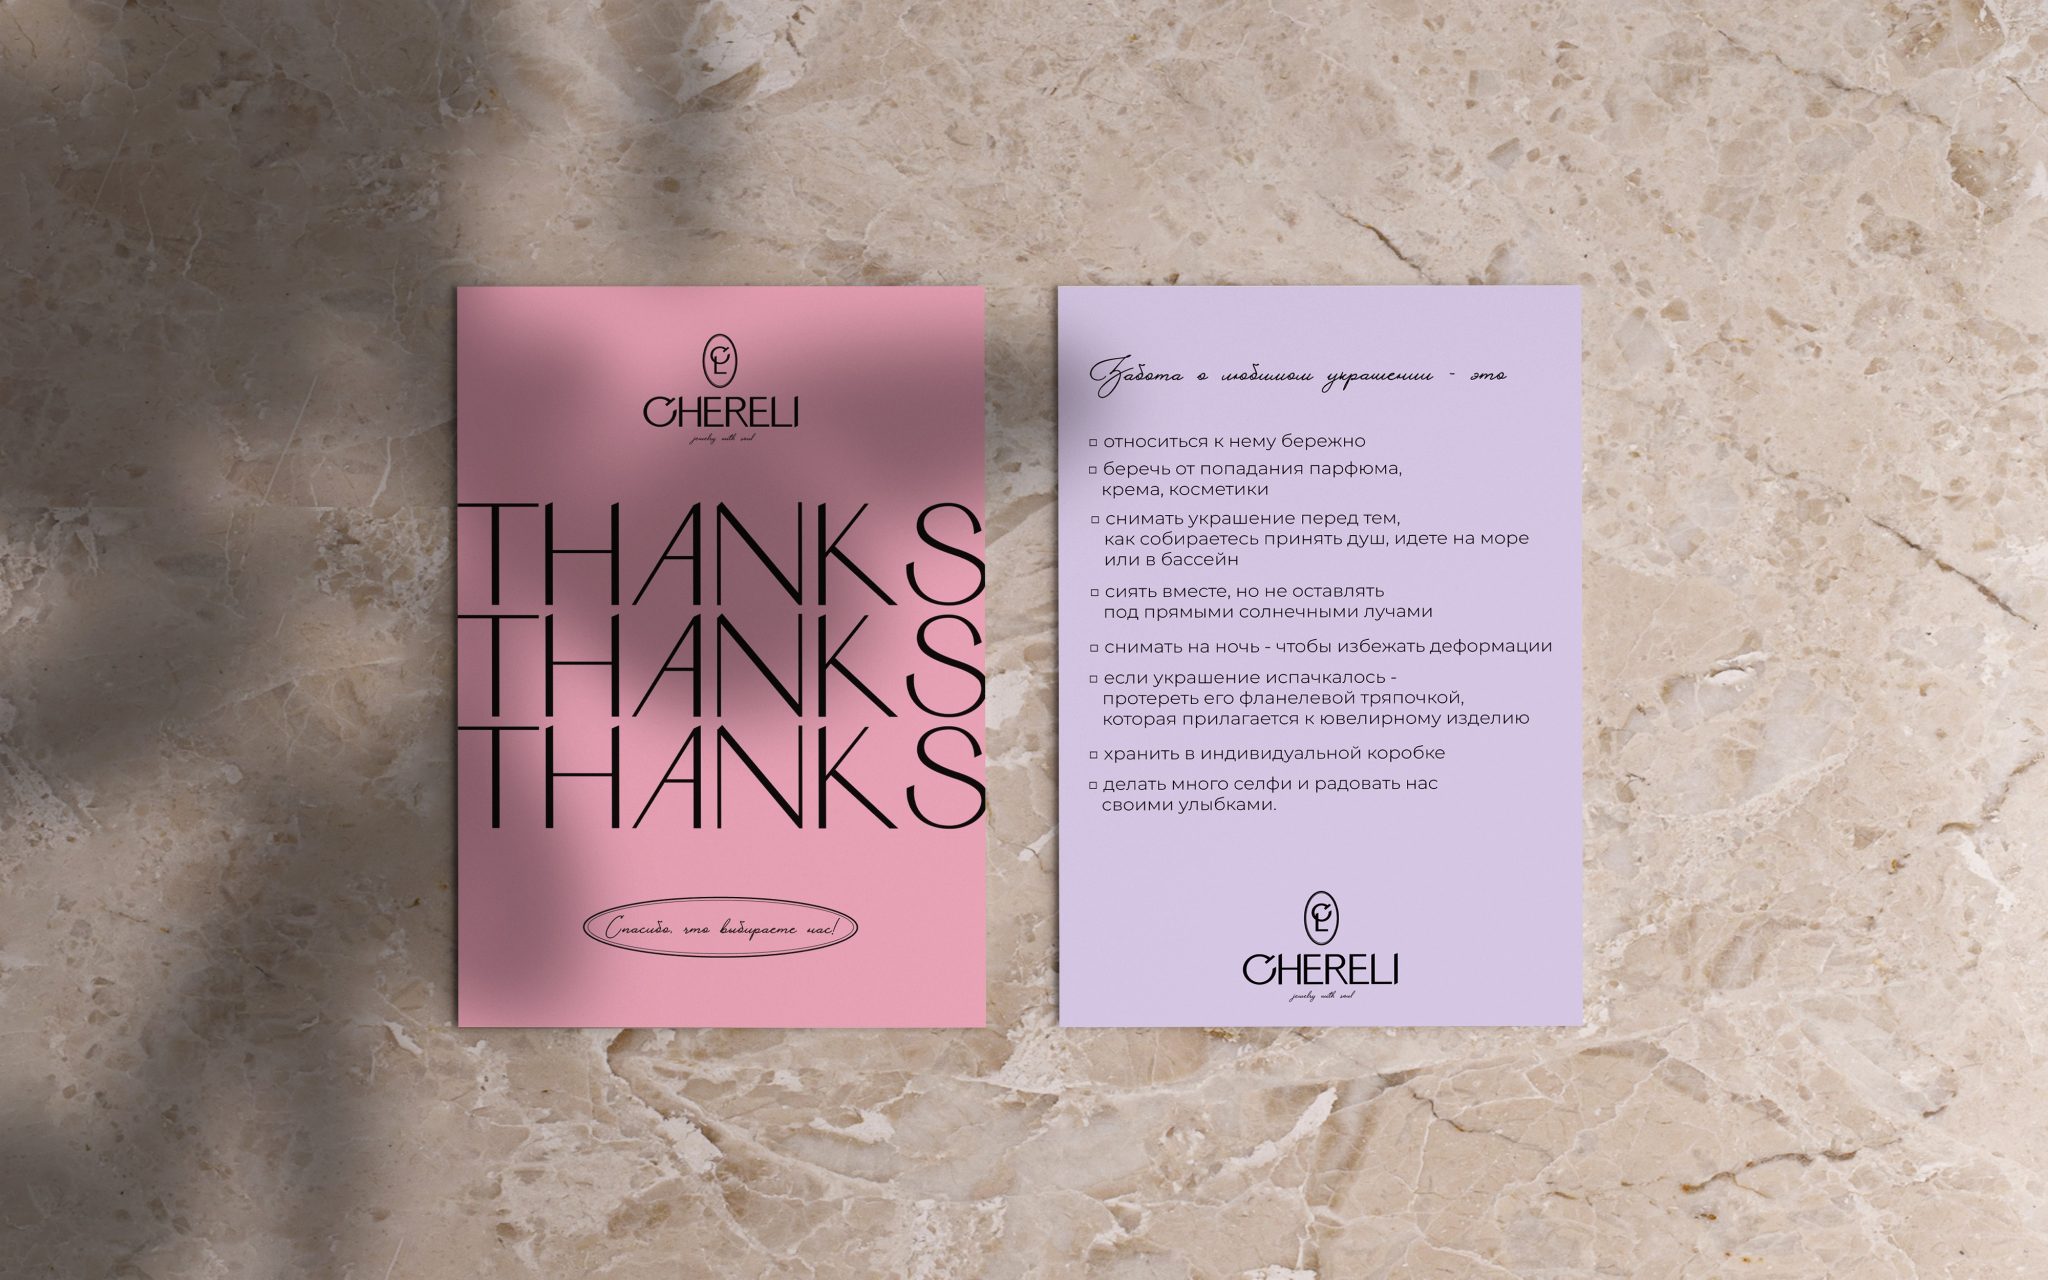 CL
CHERELI
jewelry with soul
THANKS
THANKS
THANKS
Спасибо, что выбираете нас!
Забота о любимом украшении - это
относиться к нему бережно
беречь от попадания парфюма,
крема, косметики
снимать украшение перед тем,
как собираетесь принять душ, идете на море
или в бассейн
сиять вместе, но не оставлять
под прямыми солнечными лучами
снимать на ночь - чтобы избежать деформации
если украшение испачкалось -
протереть его фланелевой тряпочкой,
которая прилагается к ювелирному изделию
хранить в индивидуальной коробке
делать много селфи и радовать нас
своими улыбками.
CL
CHERELI
jewelry with soul